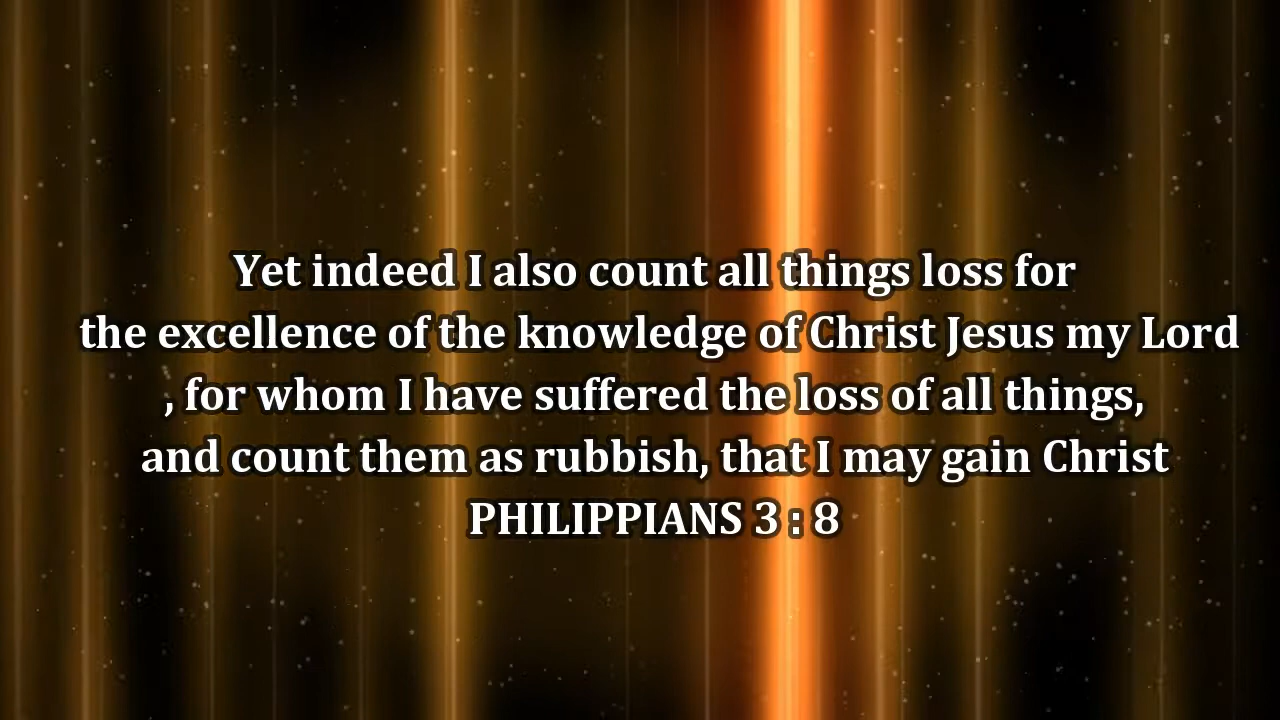 Yet indeed I also count all things loss for
the excellence of the knowledge of Christ Jesus my Lord
, for whom I have suffered the loss of all things,
and count them as rubbish, that I may gain Christ
PHILIPPIANS 3 : 8